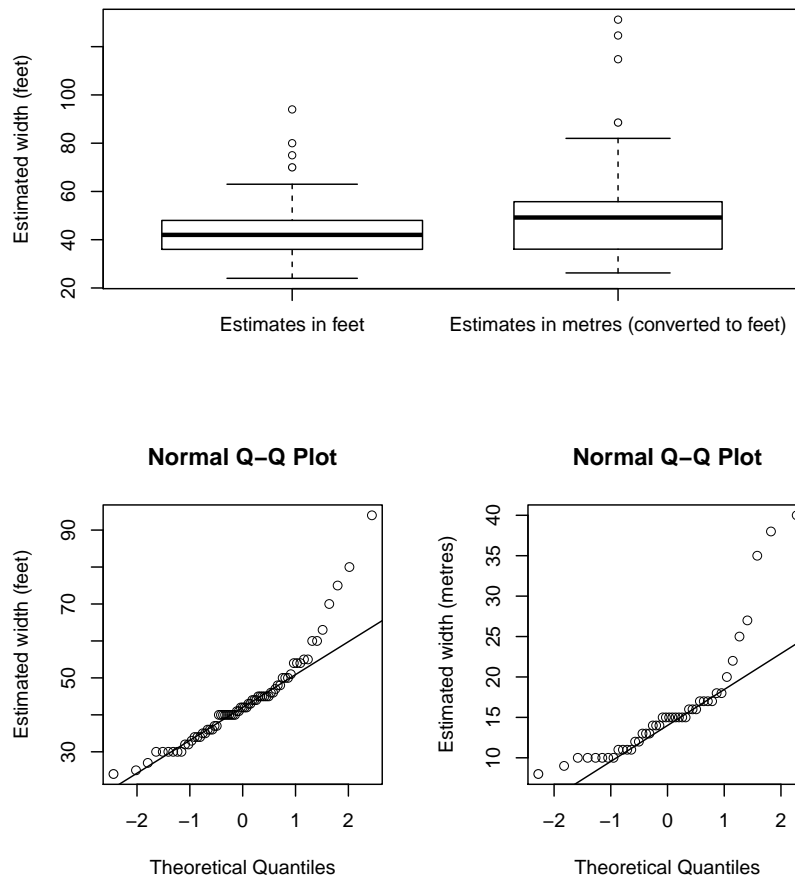 Estimated width (feet)
100
80
60
40
20
Estimates in feet
Estimates in metres (converted to feet)
Normal Q−Q Plot
Estimated width (feet)
90
70
50
30
−2 −1 0 1 2
Theoretical Quantiles
Normal Q−Q Plot
Estimated width (metres)
40
35
30
25
20
15
10
−2 −1 0 1 2
Theoretical Quantiles